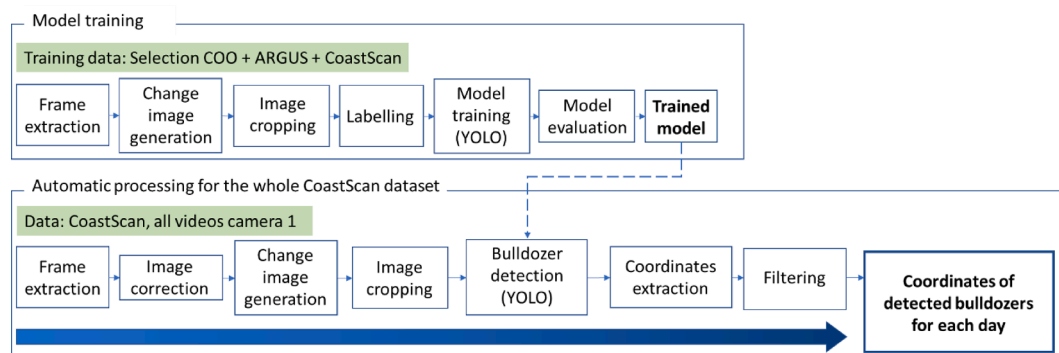 Model training
Training data: Selection COO + ARGUS + CoastScan
Frame
extraction
Change
image
generation
Image
cropping
Labelling
Model
training
(YOLO)
Model
evaluation
Trained
model
Automatic processing for the whole CoastScan dataset
Data: CoastScan, all videos camera 1
Frame
extraction
Image
correction
Change
image
generation
Image
cropping
Bulldozer
detection
(YOLO)
Coordinates
extraction
Filtering
Coordinates of
detected bulldozers
for each day